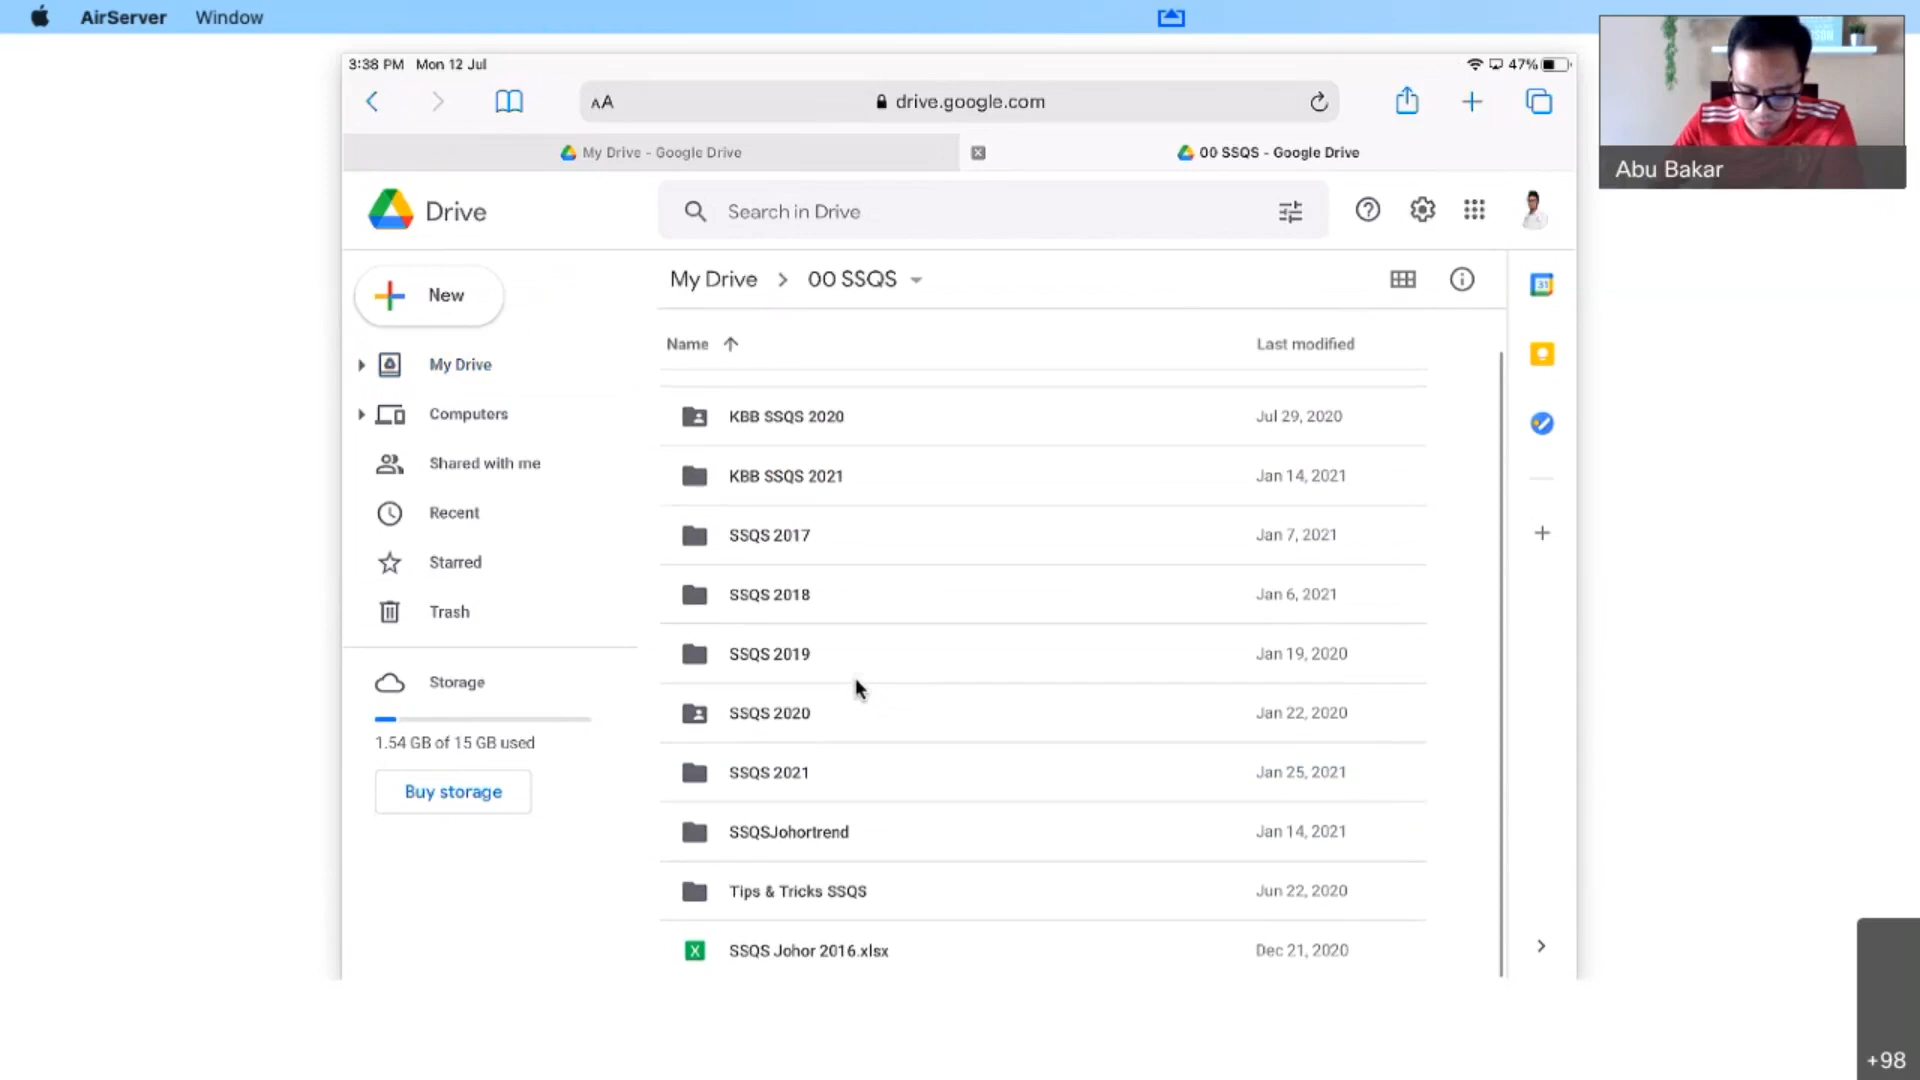 AirServer Window
3:38 PM Mon 12 Jul
47%
AA drive.google.com
My Drive - Google Drive
00 SSQS - Google Drive
Abu Bakar
Drive
Search in Drive
New
My Drive
Computers
Shared with me
Recent
Starred
Trash
Storage
1.54 GB of 15 GB used
Buy storage
My Drive > 00 SSQS
Name Last modified
KBB SSQS 2020 Jul 29, 2020
KBB SSQS 2021 Jan 14, 2021
SSQS 2017 Jan 7, 2021
SSQS 2018 Jan 6, 2021
SSQS 2019 Jan 19, 2020
SSQS 2020 Jan 22, 2020
SSQS 2021 Jan 25, 2021
SSQSJohortrend Jan 14, 2021
Tips & Tricks SSQS Jun 22, 2020
X SSQS Johor 2016.xlsx Dec 21, 2020
31
+98